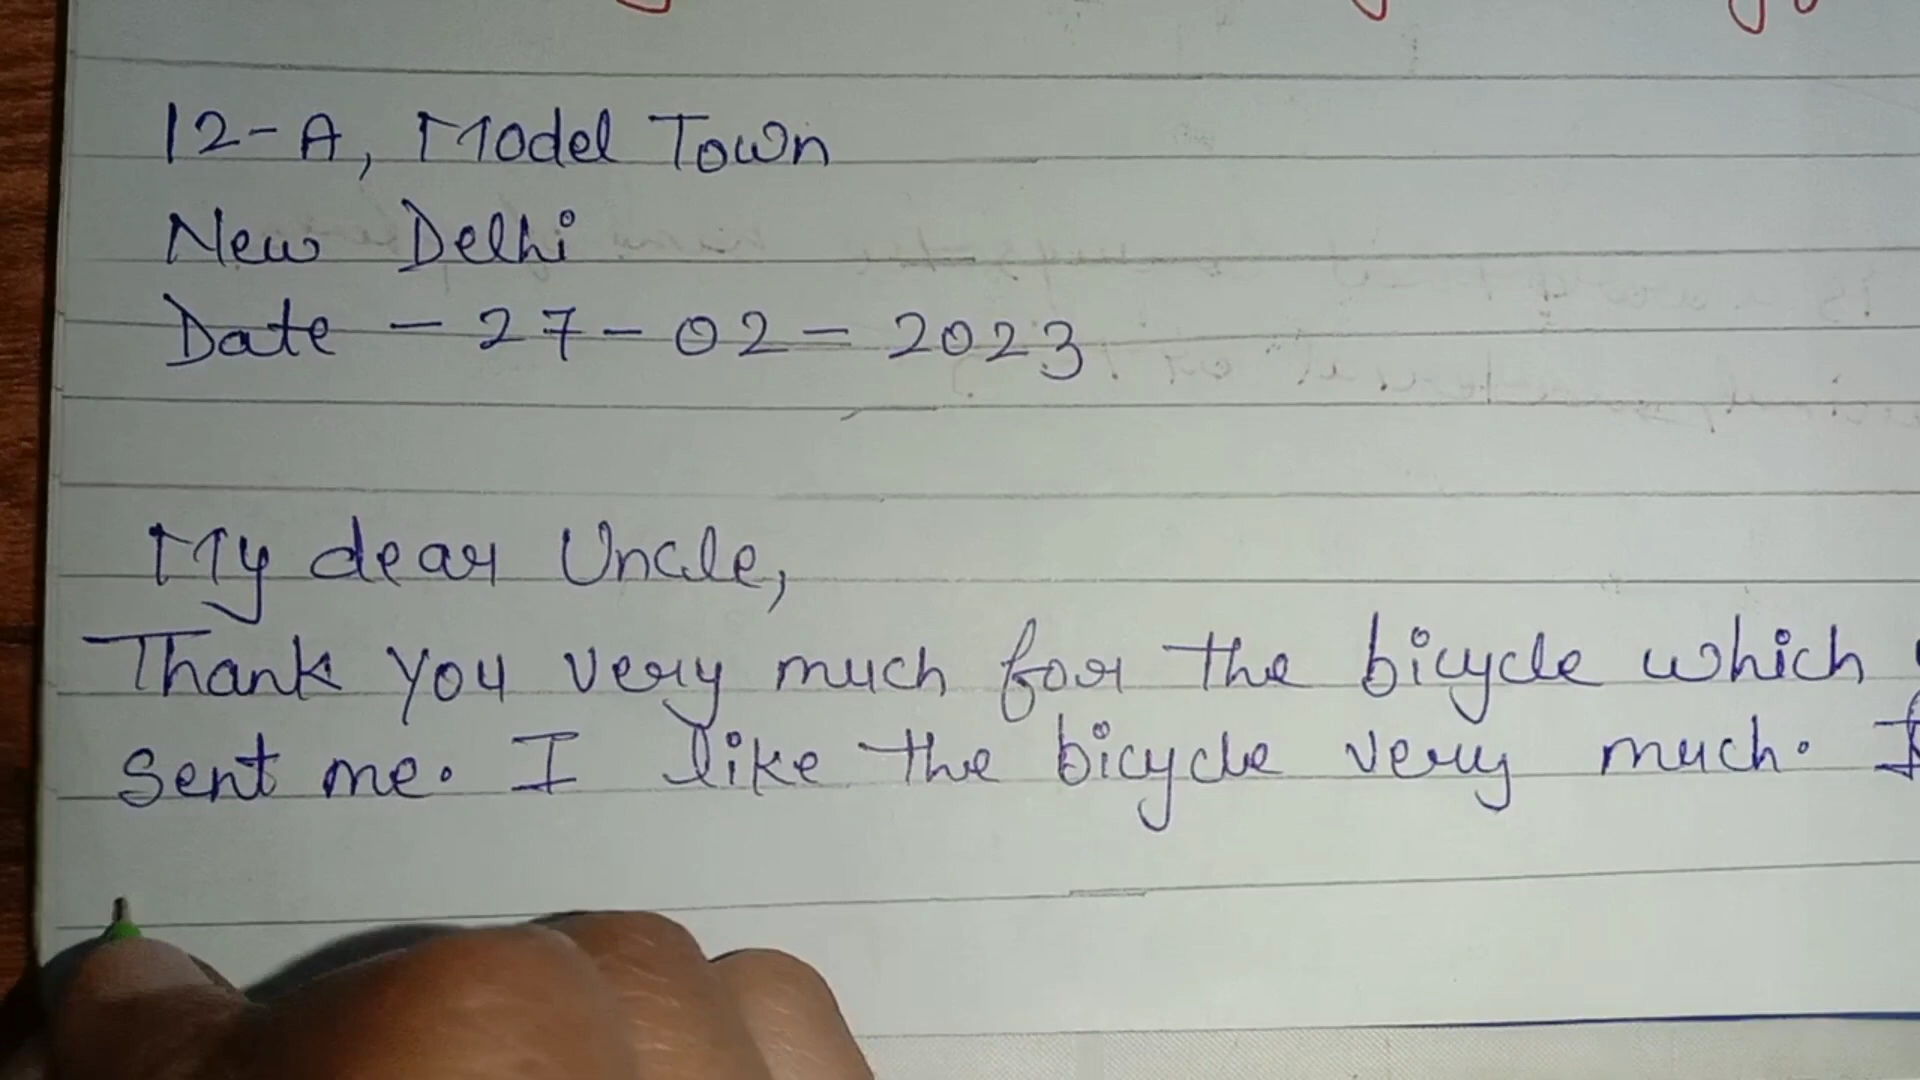 12-A, Model Town
New Delhi
Date - 27-02-2023
My dear Uncle,
Thank you very much for the bicycle which
Sent me. I like the bicycle very much. I